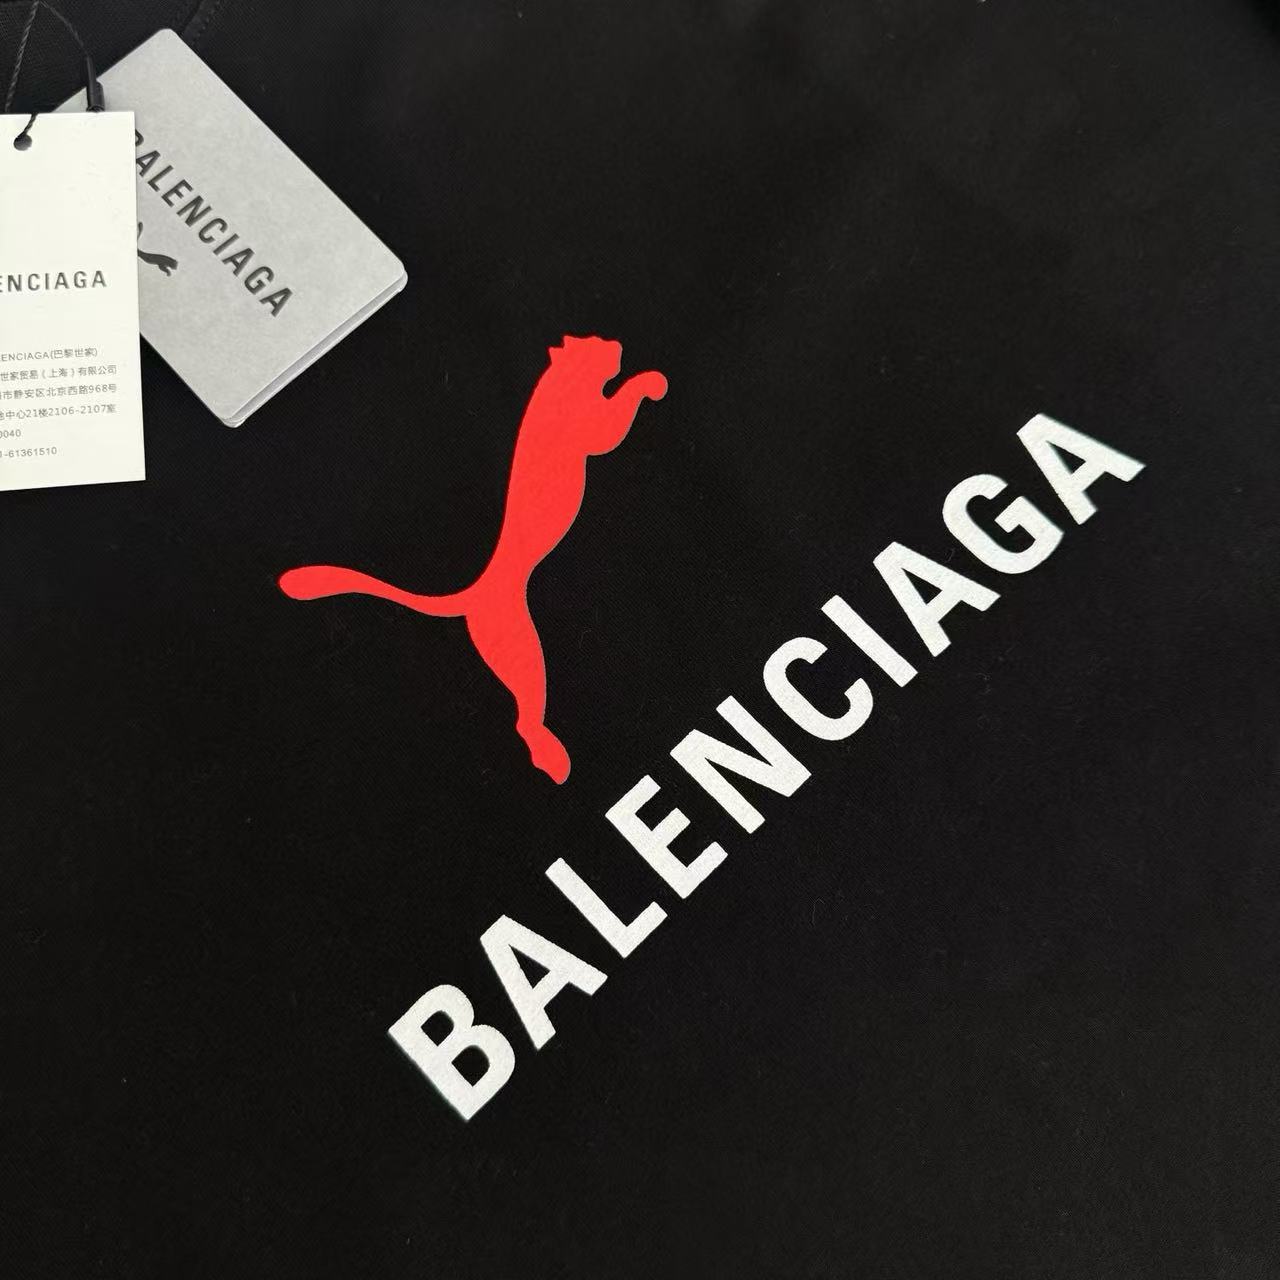 BALENCIAGA
ENCIAGA
ENCIAGA(巴黎世家)
世家贸易(上海)有限公司
市静安区北京西路968号
中心21楼2106-2107室
0040
-61361510
BALENCIAGA